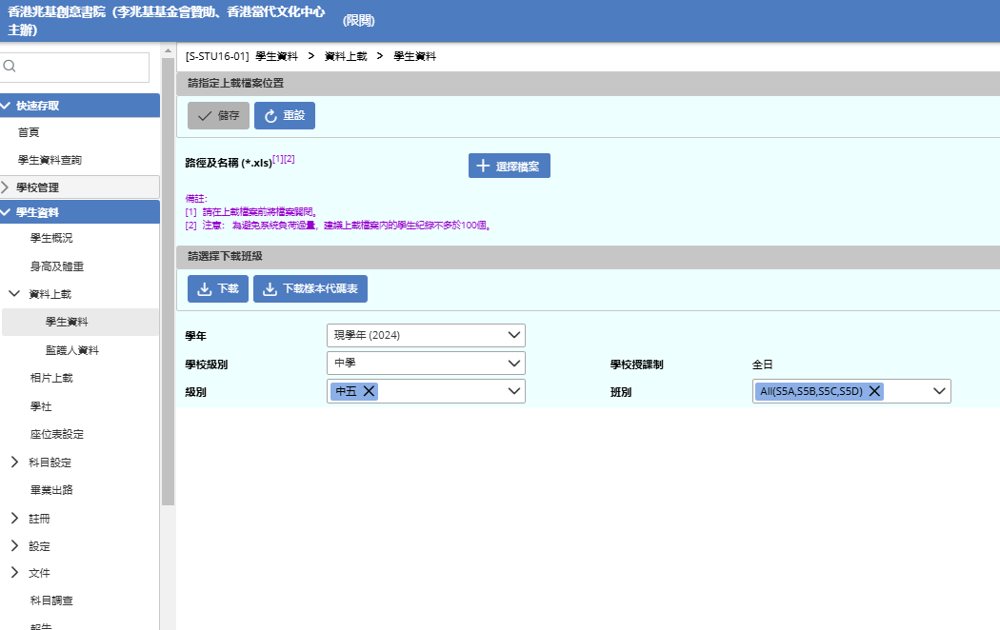 香港兆基創意書院（李兆基基金會贊助、香港當代文化中心
主辦）
(限閱)
[S-STU16-01] 學生資料 > 資料上載 > 學生資料
請指定上載檔案位置
快速存取
儲存 重設
首頁
學生資料查詢
路徑及名稱 (*.xls)[1][2]
選擇檔案
學校管理
備註:
[1] 請在上載檔案前將檔案關閉。
[2] 注意: 為避免系統負荷過量，建議上載檔案內的學生紀錄不多於100個。
學生資料
學生概況
身高及體重
資料上載
學生資料
監護人資料
相片上載
學社
座位表設定
科目設定
畢業出路
註冊
設定
文件
科目調查
報告
請選擇下載班級
下載 下載樣本代碼表
學年 現學年 (2024)
學校級別 中學 學校授課制 全日
級別 中五 班別 All(S5A,S5B,S5C,S5D)